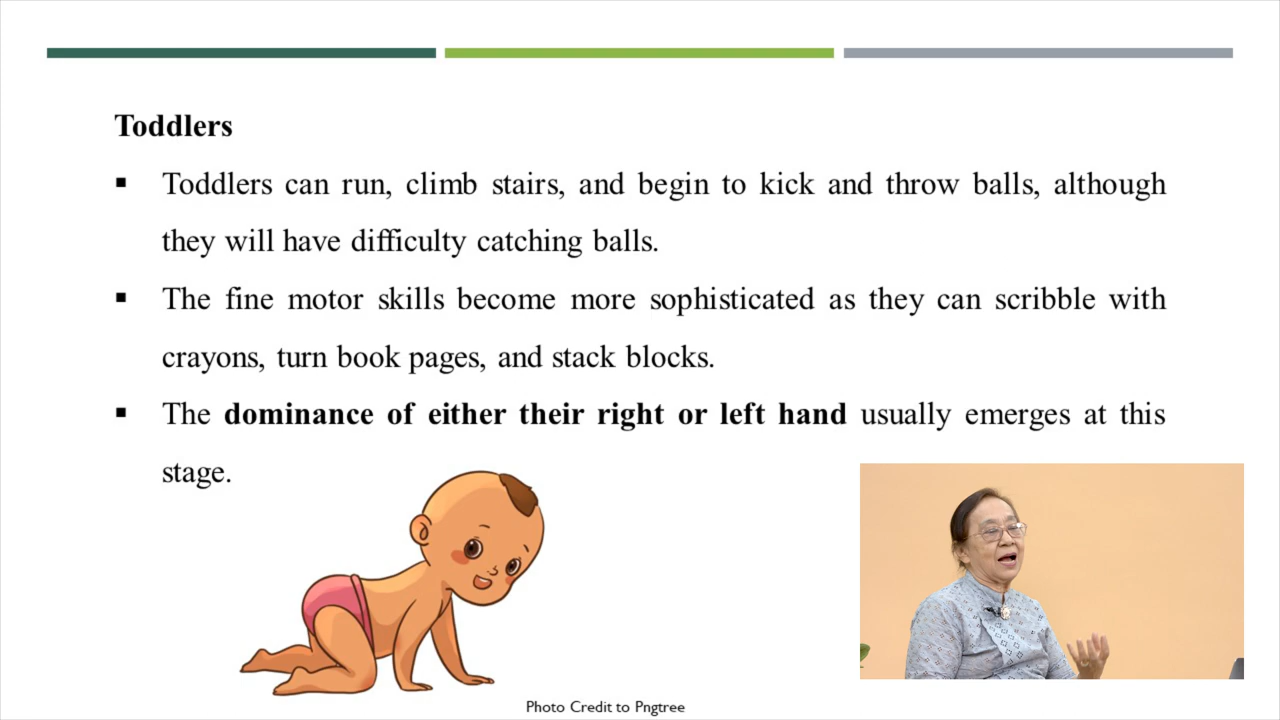 Toddlers
▪ Toddlers can run, climb stairs, and begin to kick and throw balls, although
they will have difficulty catching balls.
▪ The fine motor skills become more sophisticated as they can scribble with
crayons, turn book pages, and stack blocks.
▪ The dominance of either their right or left hand usually emerges at this
stage.
Photo Credit to Pngtree